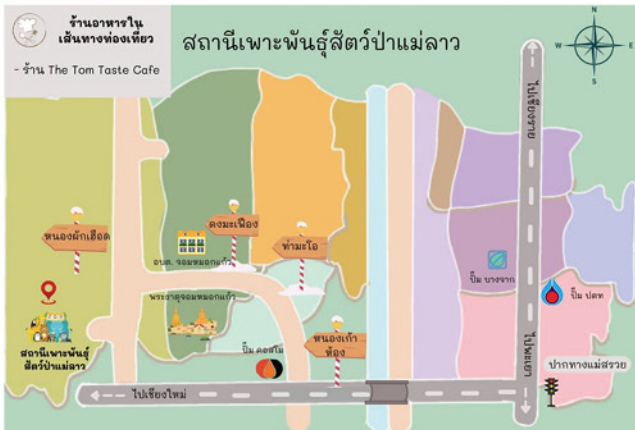 ร้านอาหารใน
เส้นทางท่องเที่ยว
- ร้าน The Tom Taste Cafe
สถานีเพาะพันธุ์สัตว์ป่าแม่ลาว
N
W
E
S
ไปเชียงราย
หนองผักเฮือด
ดงมะเฟือง
ท่ามะโอ
อบต. จอมหมอกแก้ว
พระธาตุจอมหมอกแก้ว
ปั๊ม บางจาก
ปั๊ม ปตท
สถานีเพาะพันธุ์
สัตว์ป่าแม่ลาว
ปั๊ม คอสโม
หนองเก้า
ห้อง
ไปพะเยา
ปากทางแม่สรวย
ไปเชียงใหม่